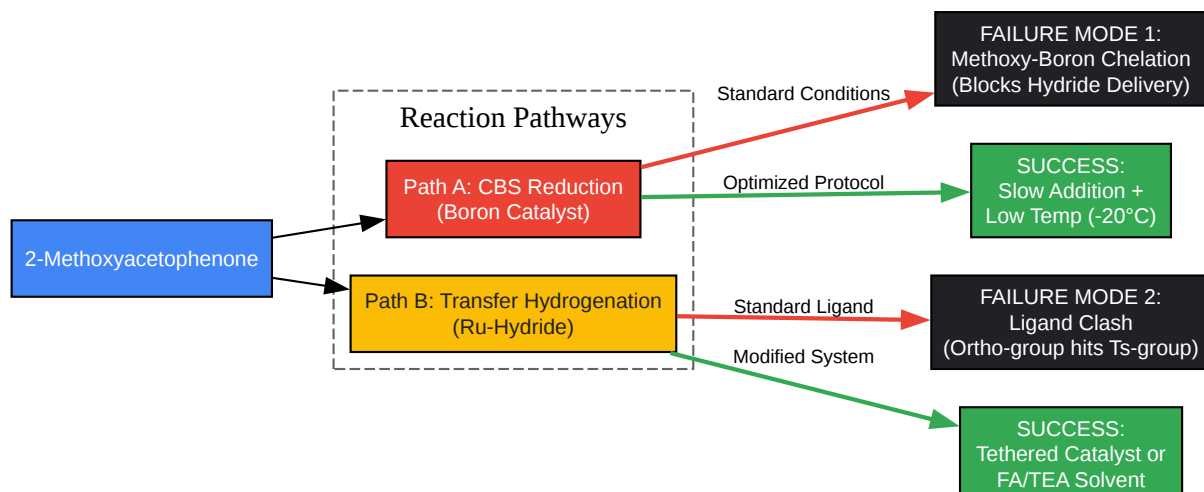 2-Methoxyacetophenone
Reaction Pathways
Path A: CBS Reduction
(Boron Catalyst)
Path B: Transfer Hydrogenation
(Ru-Hydride)
Standard Conditions
Optimized Protocol
Standard Ligand
Modified System
FAILURE MODE 1:
Methoxy-Boron Chelation
(Blocks Hydride Delivery)
SUCCESS:
Slow Addition +
Low Temp (-20°C)
FAILURE MODE 2:
Ligand Clash
(Ortho-group hits Ts-group)
SUCCESS:
Tethered Catalyst or
FA/TEA Solvent